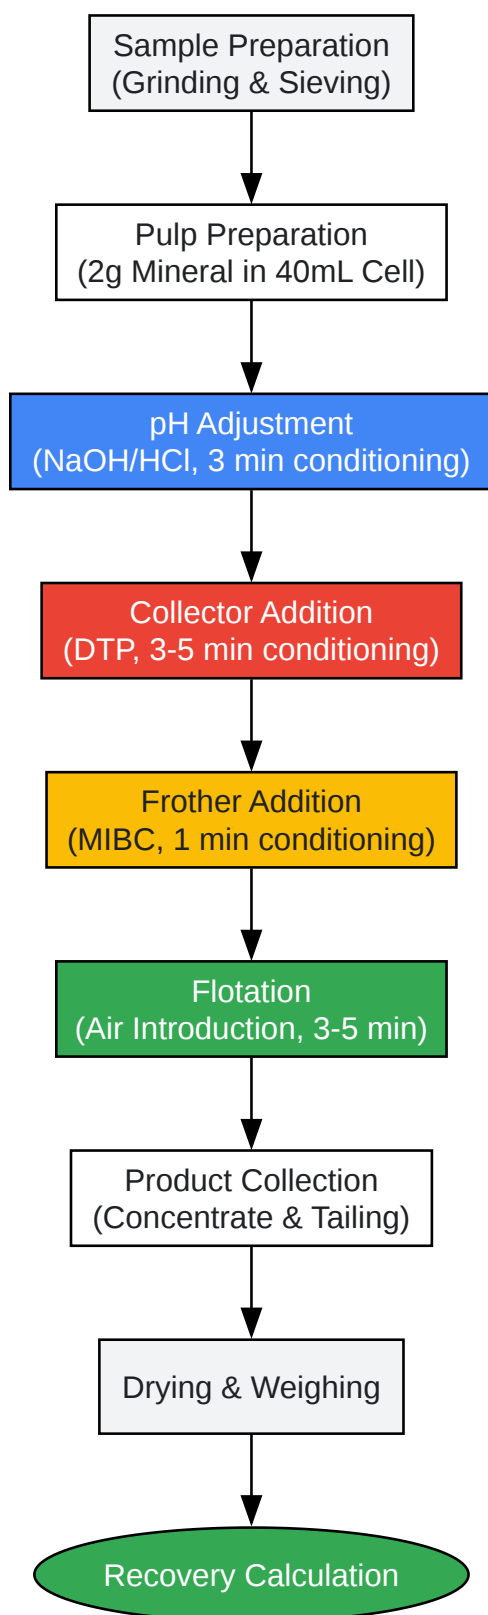 Sample Preparation
(Grinding & Sieving)
Pulp Preparation
(2g Mineral in 40mL Cell)
pH Adjustment
(NaOH/HCl, 3 min conditioning)
Collector Addition
(DTP, 3-5 min conditioning)
Frother Addition
(MIBC, 1 min conditioning)
Flotation
(Air Introduction, 3-5 min)
Product Collection
(Concentrate & Tailing)
Drying & Weighing
Recovery Calculation